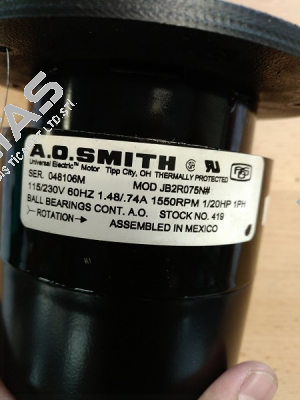 A.O.SMITH
Universal Electric™ Motor Tipp City, OH THERMALLY PROTECTED
SER. 048106M MOD JB2R075N#
115/230V 60HZ 1.48/.74A 1550RPM 1/20HP 1PH
BALL BEARINGS CONT. A.O. STOCK NO. 419
ROTATION→ ASSEMBLED IN MEXICO